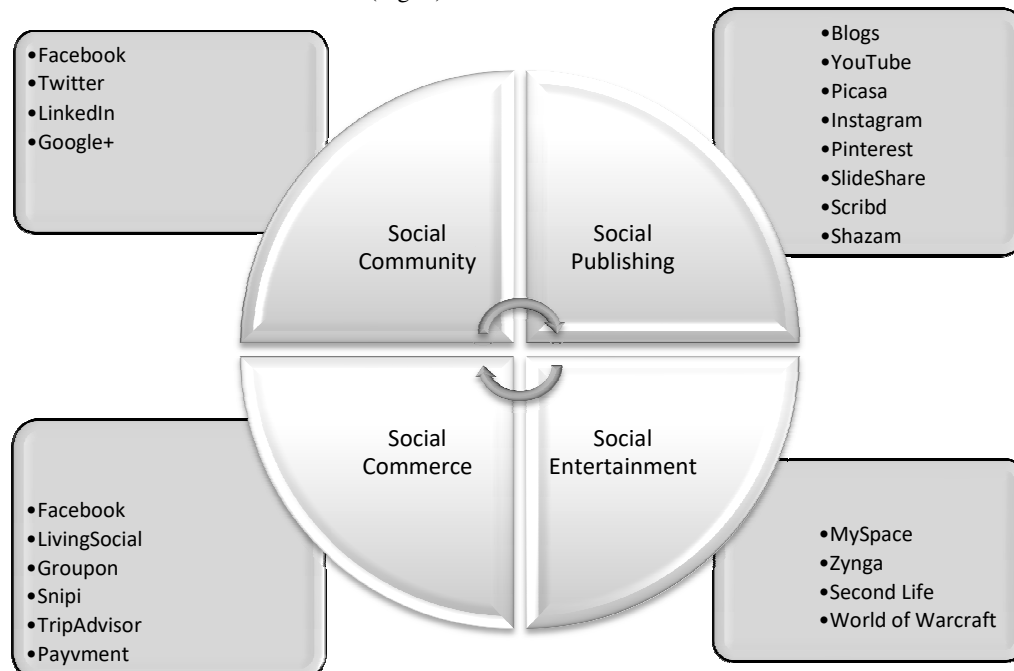 •Facebook
•Twitter
•LinkedIn
•Google+
•Blogs
•YouTube
•Picasa
•Instagram
•Pinterest
•SlideShare
•Scribd
•Shazam
Social
Community
Social
Publishing
Social
Commerce
Social
Entertainment
•Facebook
•LivingSocial
•Groupon
•Snipi
•TripAdvisor
•Payvment
•MySpace
•Zynga
•Second Life
•World of Warcraft